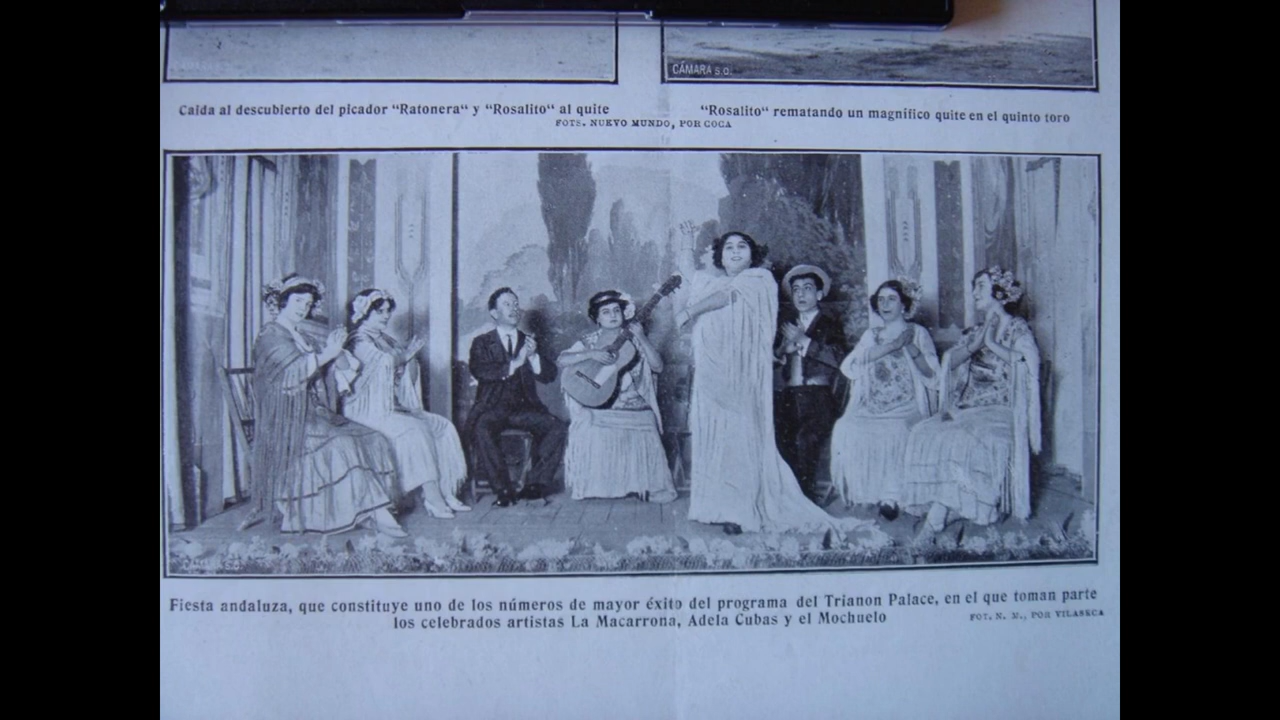 CÁMARA S.O.
Caida al descubierto del picador "Ratonera" y "Rosalito" al quite
"Rosalito" rematando un magnífico quite en el quinto toro
FOTS. NUEVO MUNDO, POR COCA
Fiesta andaluza, que constituye uno de los números de mayor éxito del programa del Trianon Palace, en el que toman parte
los celebrados artistas La Macarrona, Adela Cubas y el Mochuelo
FOT. N. M., POR VILASECA